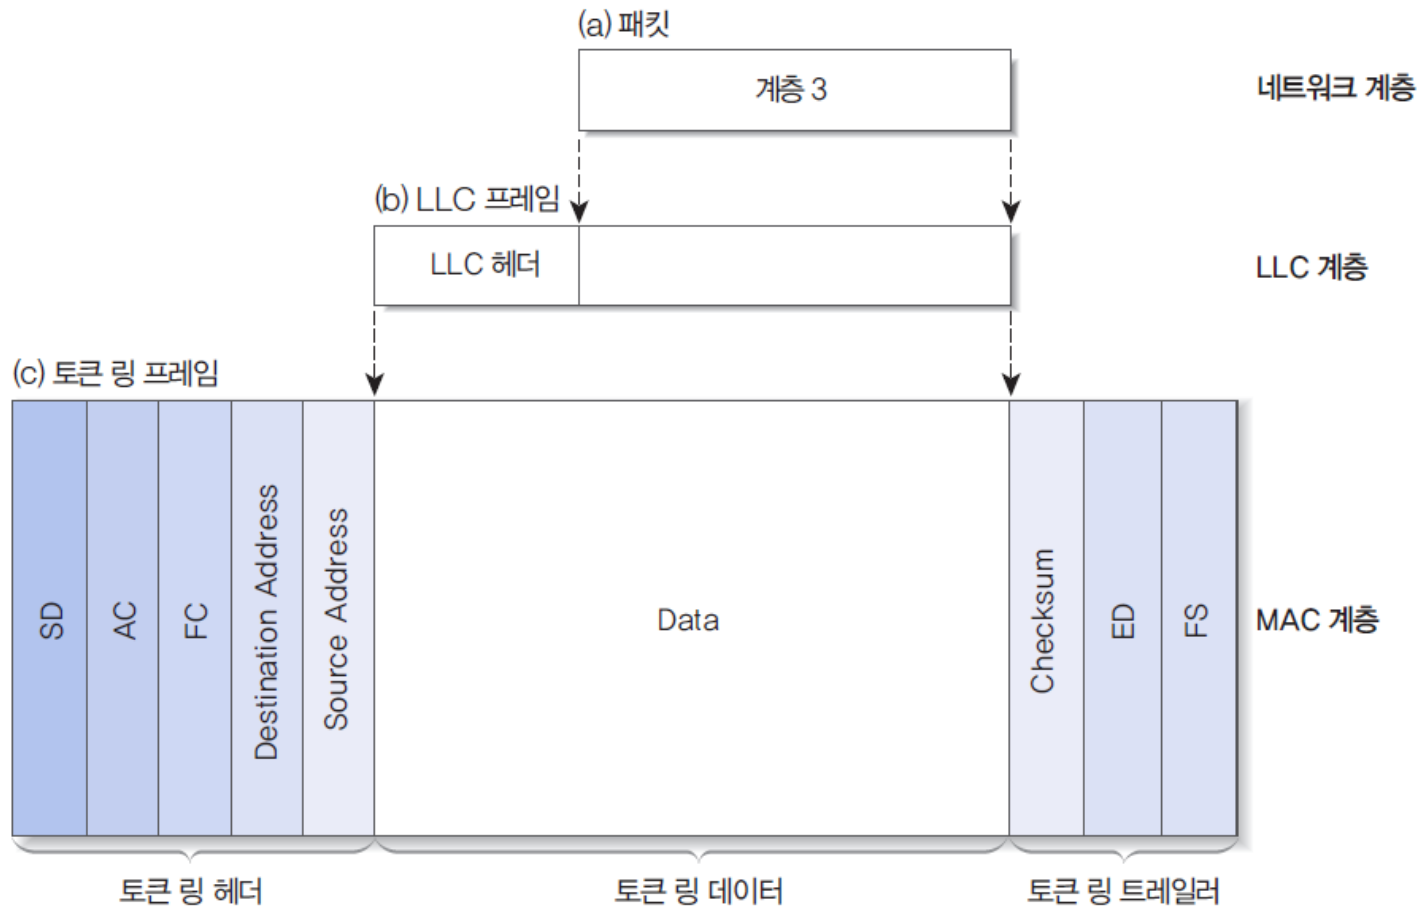 (a) 패킷
계층 3
네트워크 계층
(b) LLC 프레임
LLC 헤더
LLC 계층
(c) 토큰 링 프레임
SD
AC
FC
Destination Address
Source Address
Data
Checksum
ED
FS
MAC 계층
토큰 링 헤더
토큰 링 데이터
토큰 링 트레일러